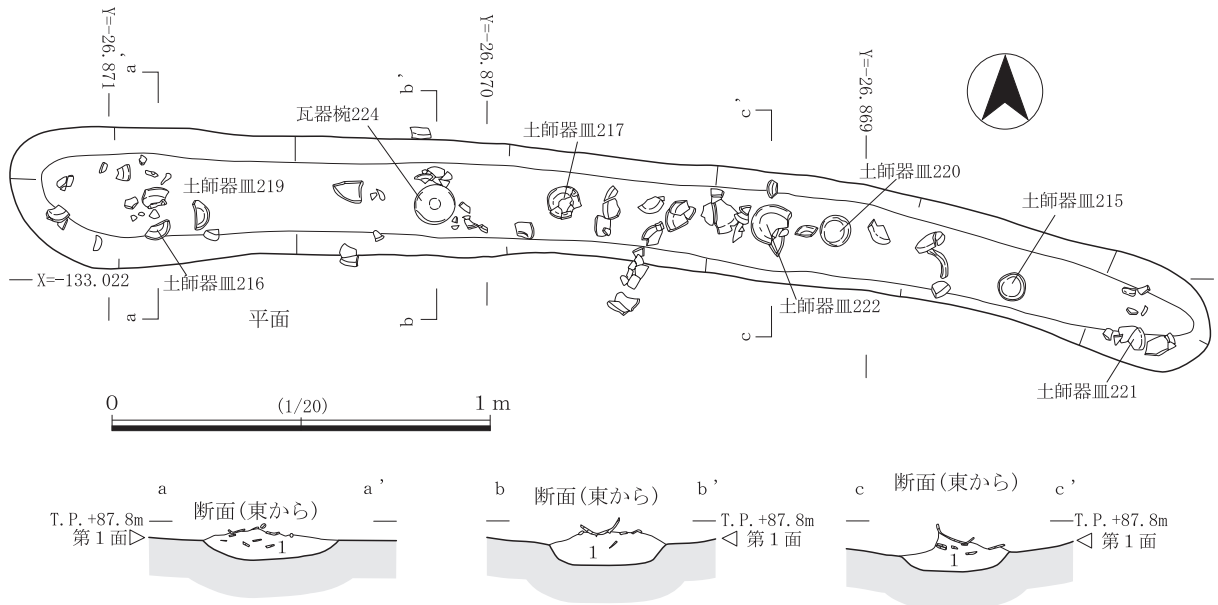 Y=-26.871
Y=-26.870
Y=-26.869
a'
b'
c'
瓦器椀224
土師器皿217
土師器皿220
土師器皿219
土師器皿215
X=-133.022
土師器皿216
土師器皿222
a
b
c
平面
土師器皿221
0
(1/20)
1 m
a
断面(東から)
a'
b
断面(東から)
b'
c
断面(東から)
c'
T.P.+87.8m
第1面
1
T.P.+87.8m
第1面
1
T.P.+87.8m
第1面
1